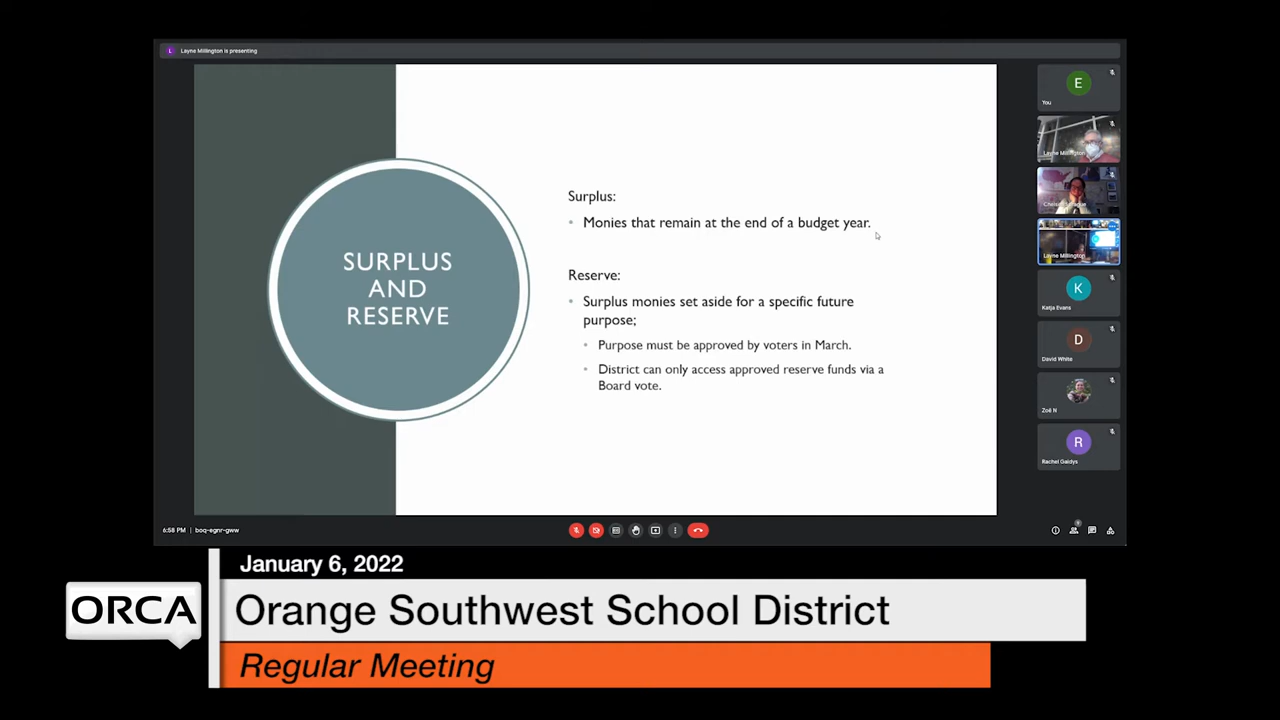 L Layne Millington is presenting
SURPLUS
AND
RESERVE
Surplus:
• Monies that remain at the end of a budget year.
Reserve:
• Surplus monies set aside for a specific future
purpose;
• Purpose must be approved by voters in March.
• District can only access approved reserve funds via a
Board vote.
E
You
Layne Millington
Layne Millington
K
Katja Evans
D
David White
Zoë N
R
Rachel Gaidys
6:58 PM | boq-egnr-gww
January 6, 2022
ORCA
Orange Southwest School District
Regular Meeting